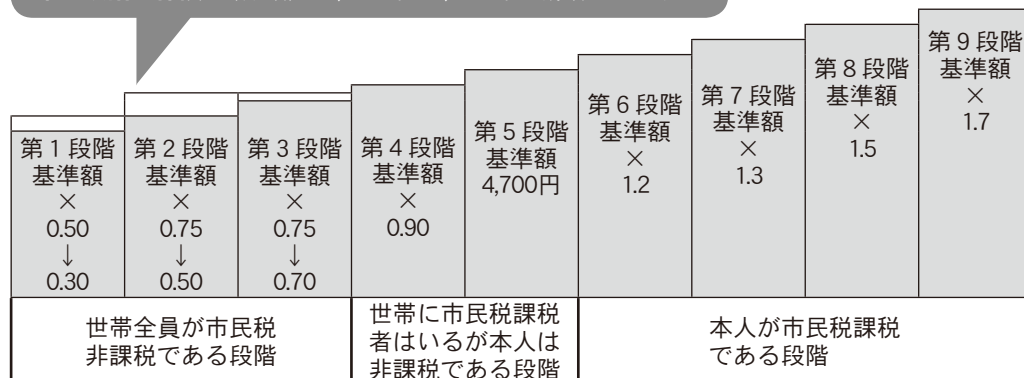 第１段階
基準額
×
0.50
↓
0.30
第２段階
基準額
×
0.75
↓
0.50
第３段階
基準額
×
0.75
↓
0.70
第４段階
基準額
×
0.90
第５段階
基準額
4,700円
第６段階
基準額
×
1.2
第７段階
基準額
×
1.3
第８段階
基準額
×
1.5
第９段階
基準額
×
1.7
世帯全員が市民税
非課税である段階
世帯に市民税課税
者はいるが本人は
非課税である段階
本人が市民税課税
である段階